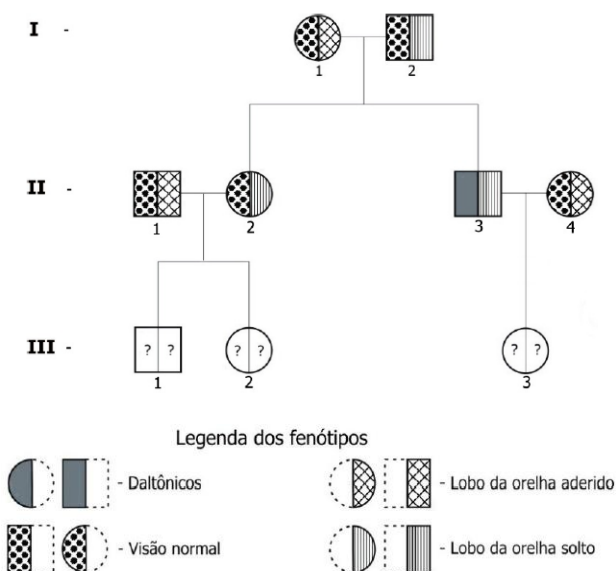 I -
1 2
II -
1 2 3 4
III -
? ? ? ? ? ?
1 2 3
Legenda dos fenótipos
- Daltônicos - Lobo da orelha aderido
- Visão normal - Lobo da orelha solto